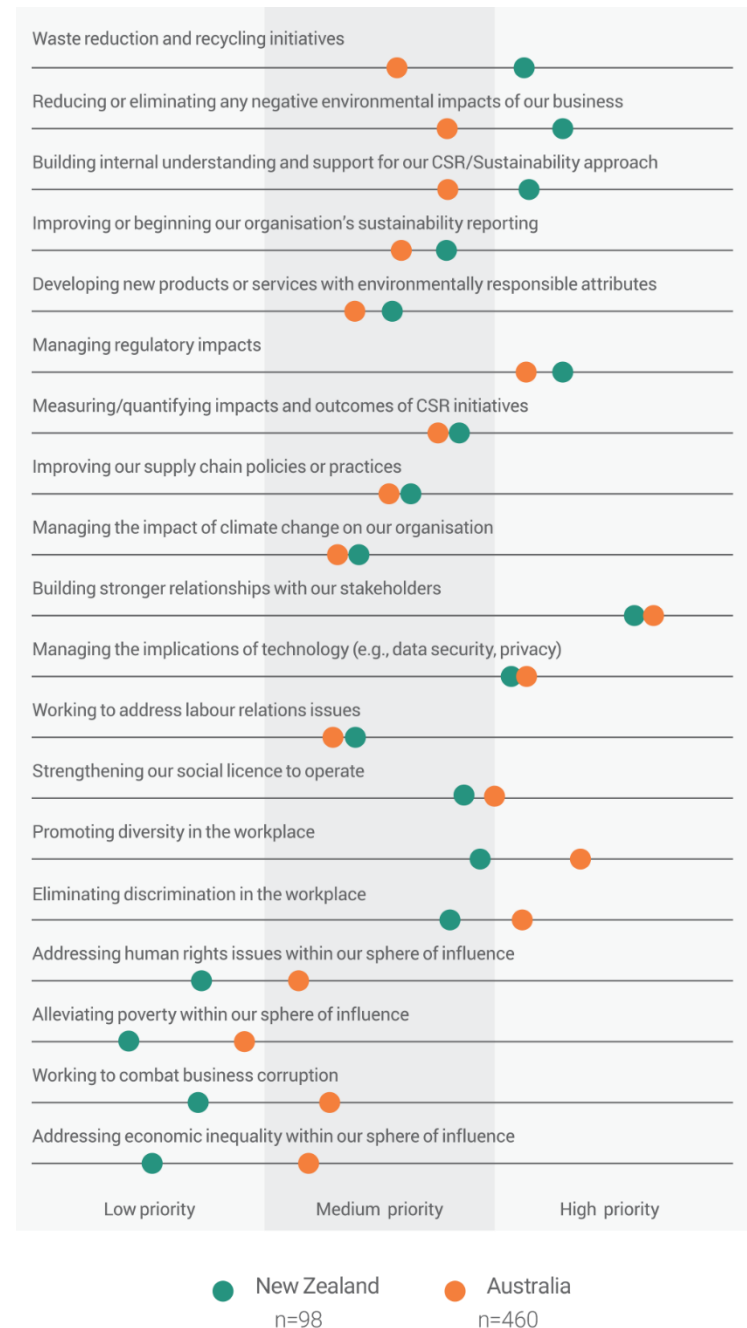 Waste reduction and recycling initiatives
Reducing or eliminating any negative environmental impacts of our business
Building internal understanding and support for our CSR/Sustainability approach
Improving or beginning our organisation's sustainability reporting
Developing new products or services with environmentally responsible attributes
Managing regulatory impacts
Measuring/quantifying impacts and outcomes of CSR initiatives
Improving our supply chain policies or practices
Managing the impact of climate change on our organisation
Building stronger relationships with our stakeholders
Managing the implications of technology (e.g., data security, privacy)
Working to address labour relations issues
Strengthening our social licence to operate
Promoting diversity in the workplace
Eliminating discrimination in the workplace
Addressing human rights issues within our sphere of influence
Alleviating poverty within our sphere of influence
Working to combat business corruption
Addressing economic inequality within our sphere of influence
Low priority Medium priority High priority
New Zealand Australia
n=98 n=460